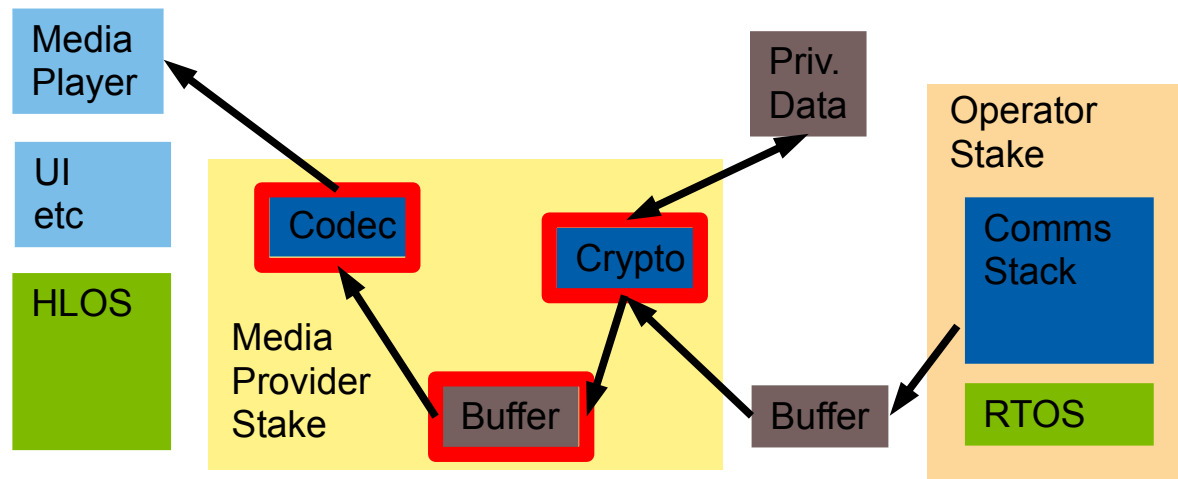 Media
Player
UI
etc
HLOS
Codec
Media
Provider
Stake
Buffer
Crypto
Priv.
Data
Buffer
Operator
Stake
Comms
Stack
RTOS